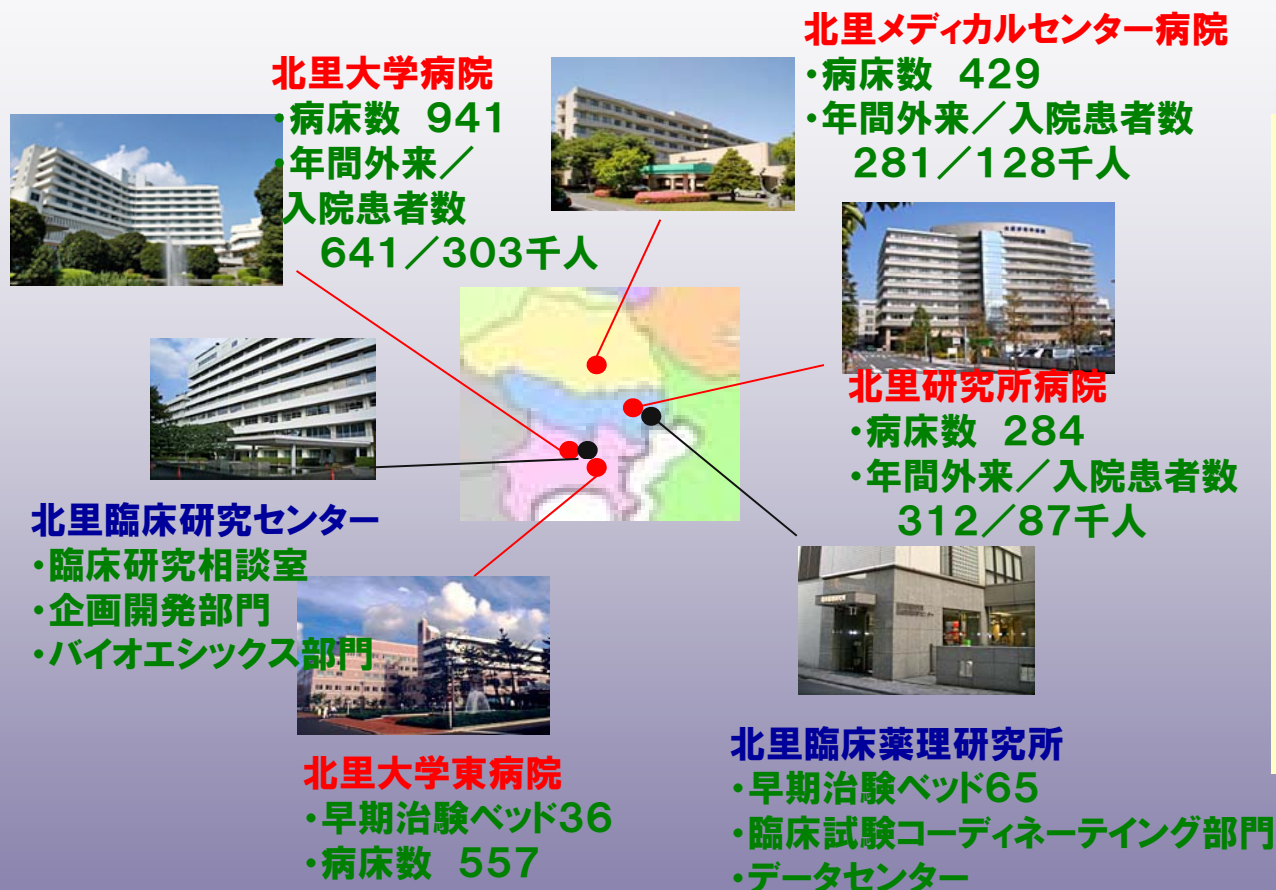 北里大学病院
・病床数 941
・年間外来／
入院患者数
641／303千人
北里メディカルセンター病院
・病床数 429
・年間外来／入院患者数
281／128千人
北里研究所病院
・病床数 284
・年間外来／入院患者数
312／87千人
北里臨床研究センター
・臨床研究相談室
・企画開発部門
・バイオエシックス部門
北里大学東病院
・早期治験ベッド36
・病床数 557
北里臨床薬理研究所
・早期治験ベッド65
・臨床試験コーディネーテイング部門
・データセンター